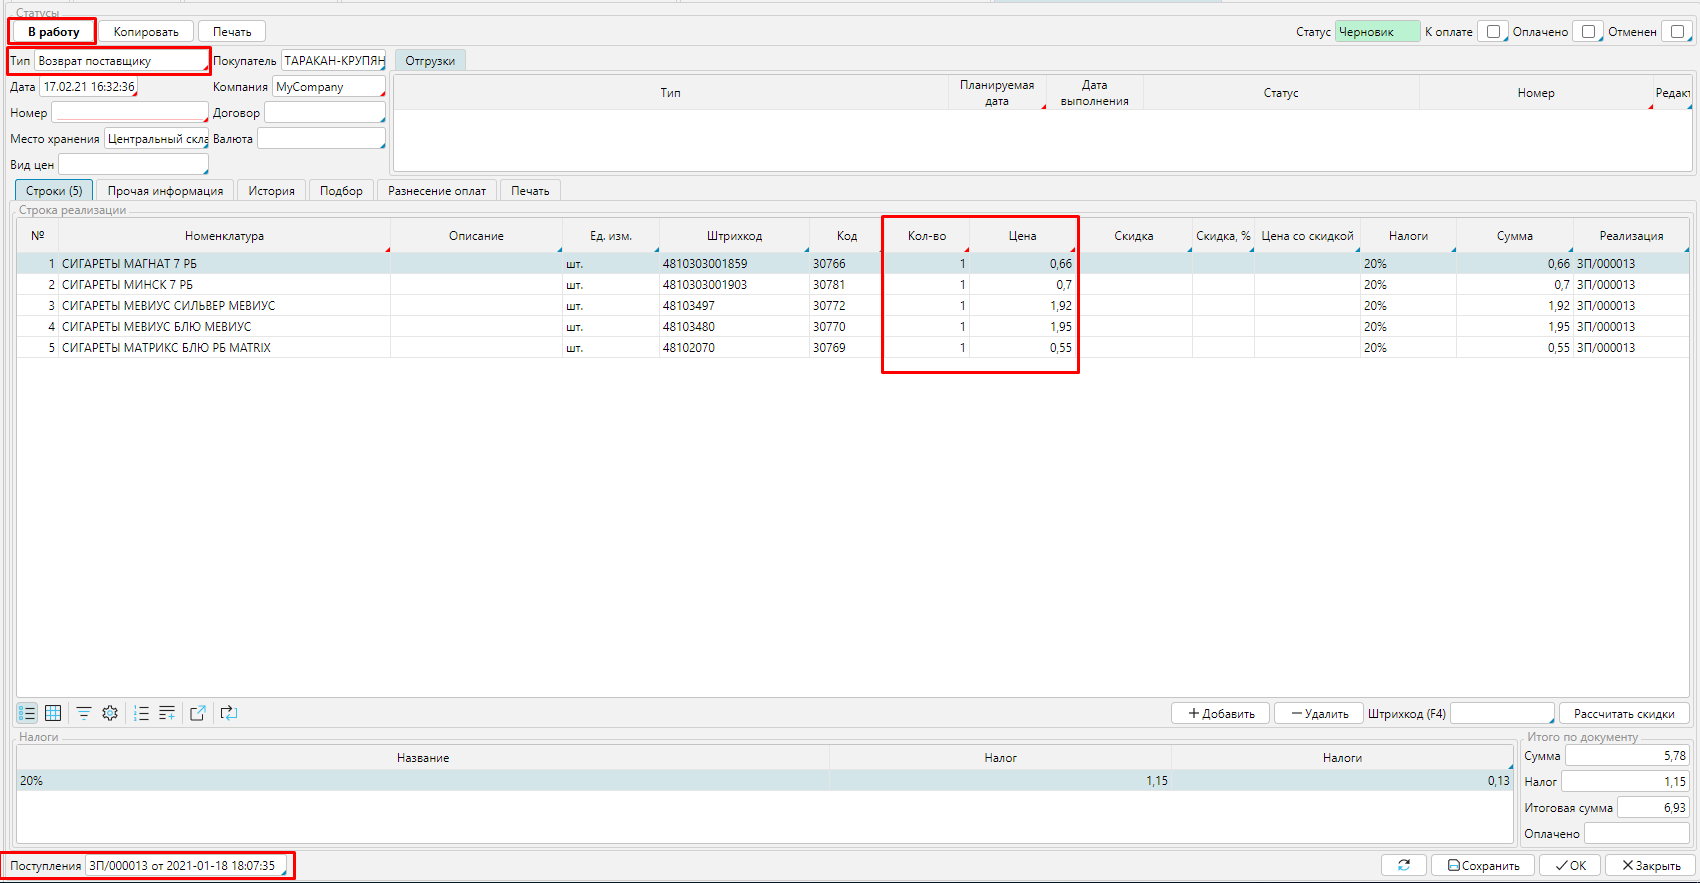 Статусы
В работу Копировать Печать Статус Черновик К оплате Оплачено Отменен
Тип Возврат поставщику Покупатель ТАРАКАН-КРУПЯН Отгрузки
Дата 17.02.21 16:32:36 Компания MyCompany
Тип Планируемая дата Дата выполнения Статус Номер Редакт
Номер Договор
Место хранения Центральный скла Валюта
Вид цен
Строки (5) Прочая информация История Подбор Разнесение оплат Печать
Строка реализации
№ Номенклатура Описание Ед. изм. Штрихкод Код Кол-во Цена Скидка Скидка, % Цена со скидкой Налоги Сумма Реализация
1 СИГАРЕТЫ МАГНАТ 7 РБ шт. 4810303001859 30766 1 0,66 20% 0,66 ЗП/000013
2 СИГАРЕТЫ МИНСК 7 РБ шт. 4810303001903 30781 1 0,7 20% 0,7 ЗП/000013
3 СИГАРЕТЫ МЕВИУС СИЛЬВЕР МЕВИУС шт. 48103497 30772 1 1,92 20% 1,92 ЗП/000013
4 СИГАРЕТЫ МЕВИУС БЛЮ МЕВИУС шт. 48103480 30770 1 1,95 20% 1,95 ЗП/000013
5 СИГАРЕТЫ МАТРИКС БЛЮ РБ MATRIX шт. 48102070 30769 1 0,55 20% 0,55 ЗП/000013
Добавить Удалить Штрихкод (F4) Рассчитать скидки
Налоги Итого по документу
Название Налог Налоги
20% 1,15 0,13
Сумма 5,78
Налог 1,15
Итоговая сумма 6,93
Оплачено
Поступления ЗП/000013 от 2021-01-18 18:07:35 Сохранить OK Закрыть